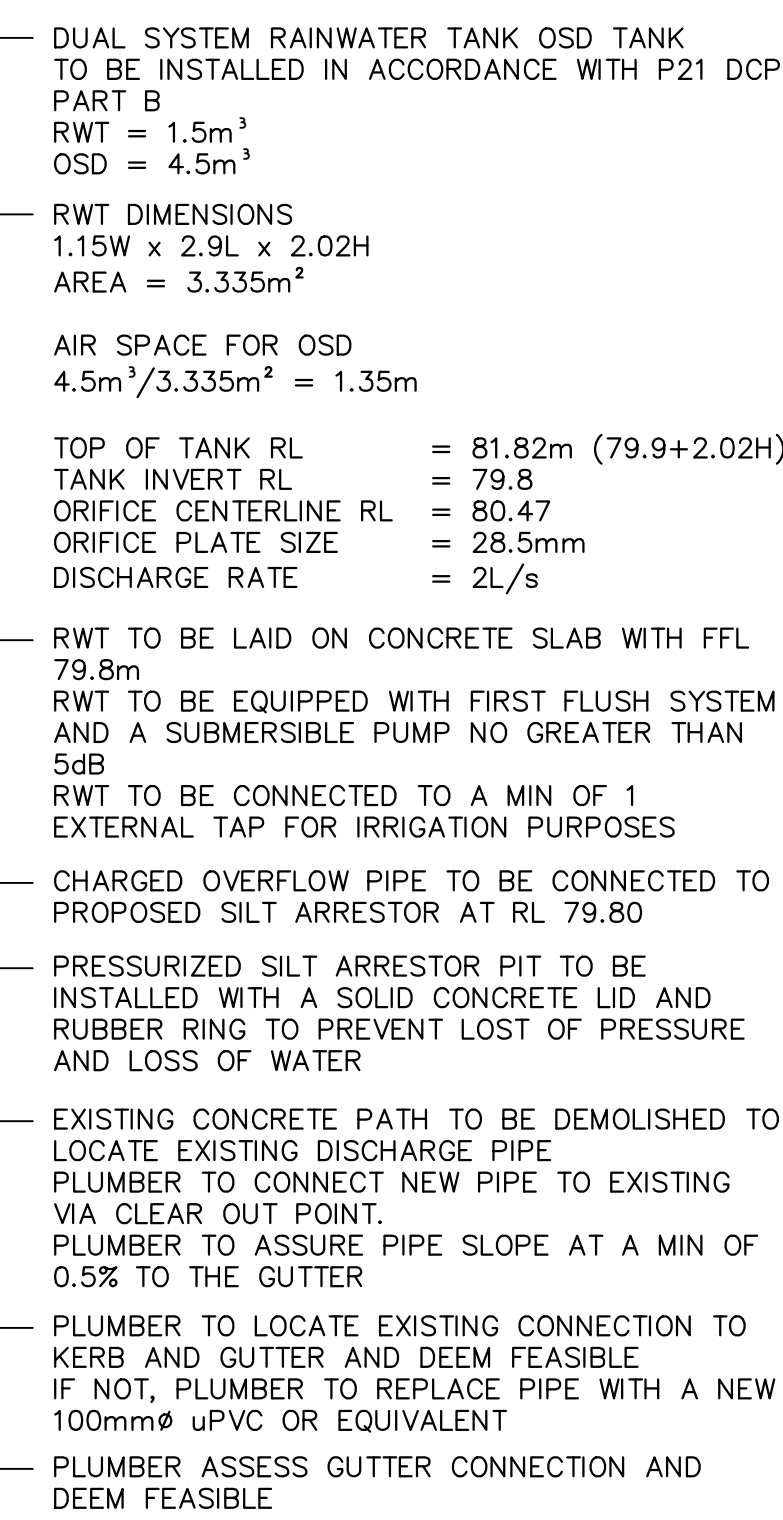 DUAL SYSTEM RAINWATER TANK OSD TANK
TO BE INSTALLED IN ACCORDANCE WITH P21 DCP
PART B
RWT = 1.5m³
OSD = 4.5m³
RWT DIMENSIONS
1.15W x 2.9L x 2.02H
AREA = 3.335m²
AIR SPACE FOR OSD
4.5m³/3.335m² = 1.35m
TOP OF TANK RL = 81.82m (79.9+2.02H)
TANK INVERT RL = 79.8
ORIFICE CENTERLINE RL = 80.47
ORIFICE PLATE SIZE = 28.5mm
DISCHARGE RATE = 2L/s
RWT TO BE LAID ON CONCRETE SLAB WITH FFL
79.8m
RWT TO BE EQUIPPED WITH FIRST FLUSH SYSTEM
AND A SUBMERSIBLE PUMP NO GREATER THAN
5dB
RWT TO BE CONNECTED TO A MIN OF 1
EXTERNAL TAP FOR IRRIGATION PURPOSES
CHARGED OVERFLOW PIPE TO BE CONNECTED TO
PROPOSED SILT ARRESTOR AT RL 79.80
PRESSURIZED SILT ARRESTOR PIT TO BE
INSTALLED WITH A SOLID CONCRETE LID AND
RUBBER RING TO PREVENT LOST OF PRESSURE
AND LOSS OF WATER
EXISTING CONCRETE PATH TO BE DEMOLISHED TO
LOCATE EXISTING DISCHARGE PIPE
PLUMBER TO CONNECT NEW PIPE TO EXISTING
VIA CLEAR OUT POINT.
PLUMBER TO ASSURE PIPE SLOPE AT A MIN OF
0.5% TO THE GUTTER
PLUMBER TO LOCATE EXISTING CONNECTION TO
KERB AND GUTTER AND DEEM FEASIBLE
IF NOT, PLUMBER TO REPLACE PIPE WITH A NEW
100mmø uPVC OR EQUIVALENT
PLUMBER ASSESS GUTTER CONNECTION AND
DEEM FEASIBLE